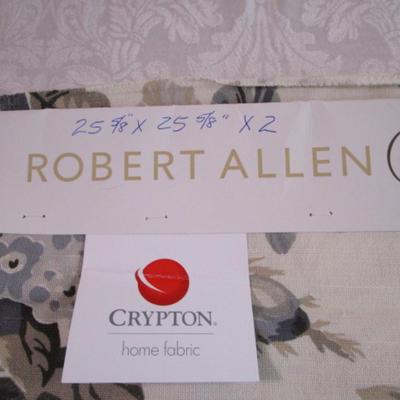 25 5/8" X 25 5/8" X 2
ROBERT ALLEN
CRYPTON®
home fabric